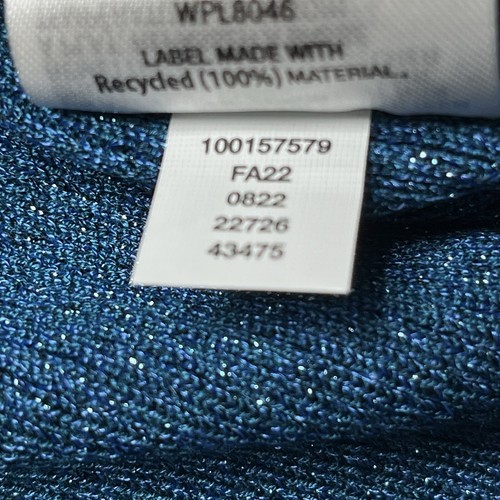 WPL8046
LABEL MADE WITH
Recycled (100%) MATERIAL.
100157579
FA22
0822
22726
43475